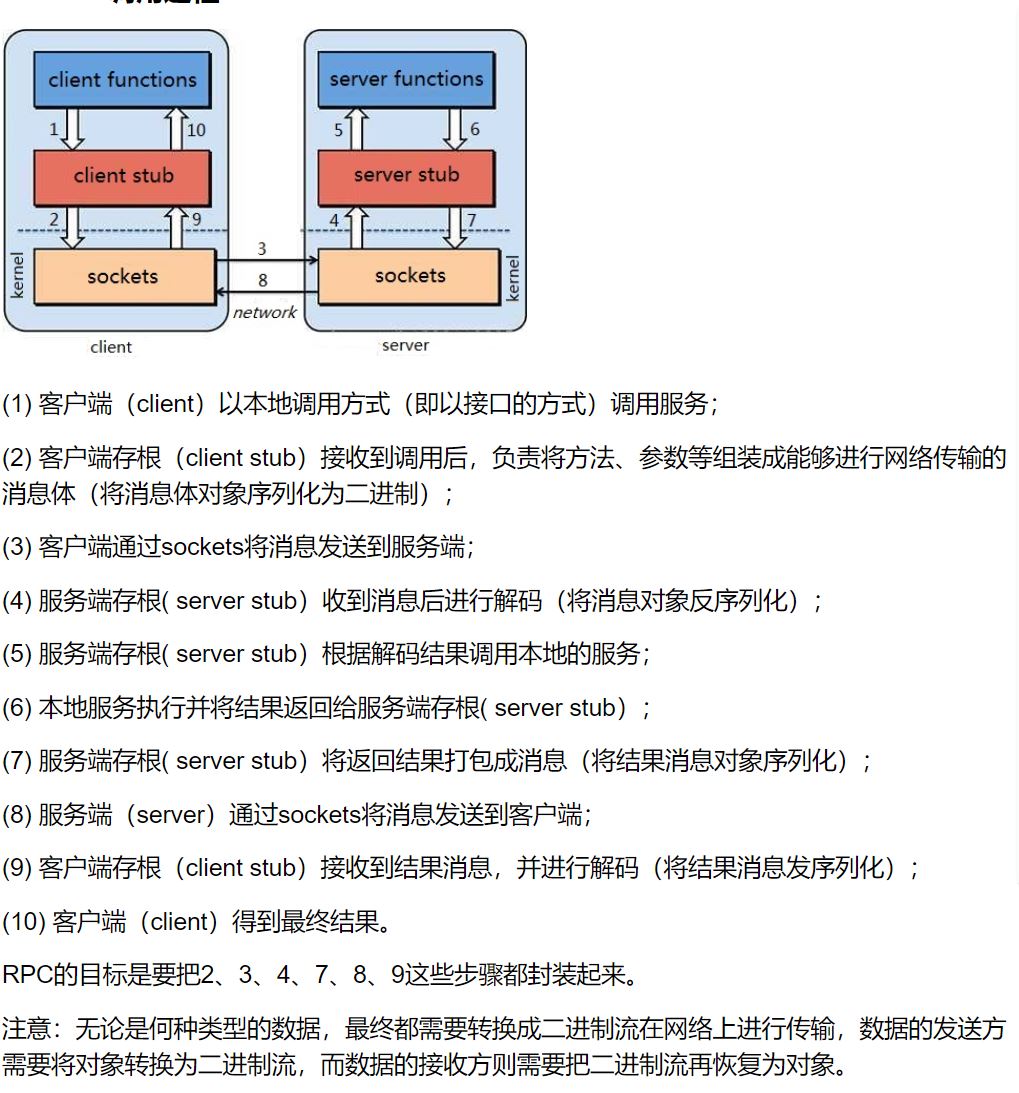 client functions
server functions
1
10
5
6
client stub
server stub
2
9
4
7
3
kernel
sockets
sockets
kernel
8
network
client
server
(1) 客户端（client）以本地调用方式（即以接口的方式）调用服务；
(2) 客户端存根（client stub）接收到调用后，负责将方法、参数等组装成能够进行网络传输的
消息体（将消息体对象序列化为二进制）；
(3) 客户端通过sockets将消息发送到服务端；
(4) 服务端存根( server stub）收到消息后进行解码（将消息对象反序列化）；
(5) 服务端存根( server stub）根据解码结果调用本地的服务；
(6) 本地服务执行并将结果返回给服务端存根( server stub）；
(7) 服务端存根( server stub）将返回结果打包成消息（将结果消息对象序列化）；
(8) 服务端（server）通过sockets将消息发送到客户端；
(9) 客户端存根（client stub）接收到结果消息，并进行解码（将结果消息发序列化）；
(10) 客户端（client）得到最终结果。
RPC的目标是要把2、3、4、7、8、9这些步骤都封装起来。
注意：无论是何种类型的数据，最终都需要转换成二进制流在网络上进行传输，数据的发送方
需要将对象转换为二进制流，而数据的接收方则需要把二进制流再恢复为对象。